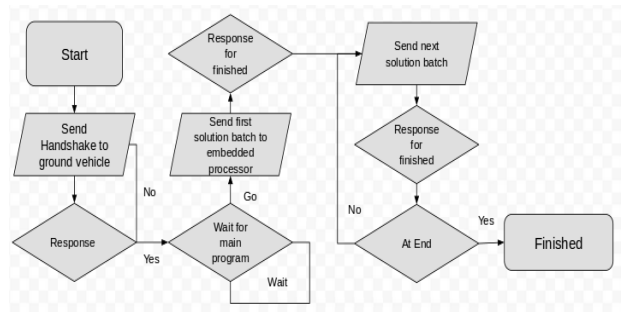 Start
Send
Handshake to
ground vehicle
No
Response
Yes
Response
for
finished
Send first
solution batch to
embedded
processor
Go
Wait for
main
program
Wait
Send next
solution batch
Response
for
finished
No
At End
Yes
Finished